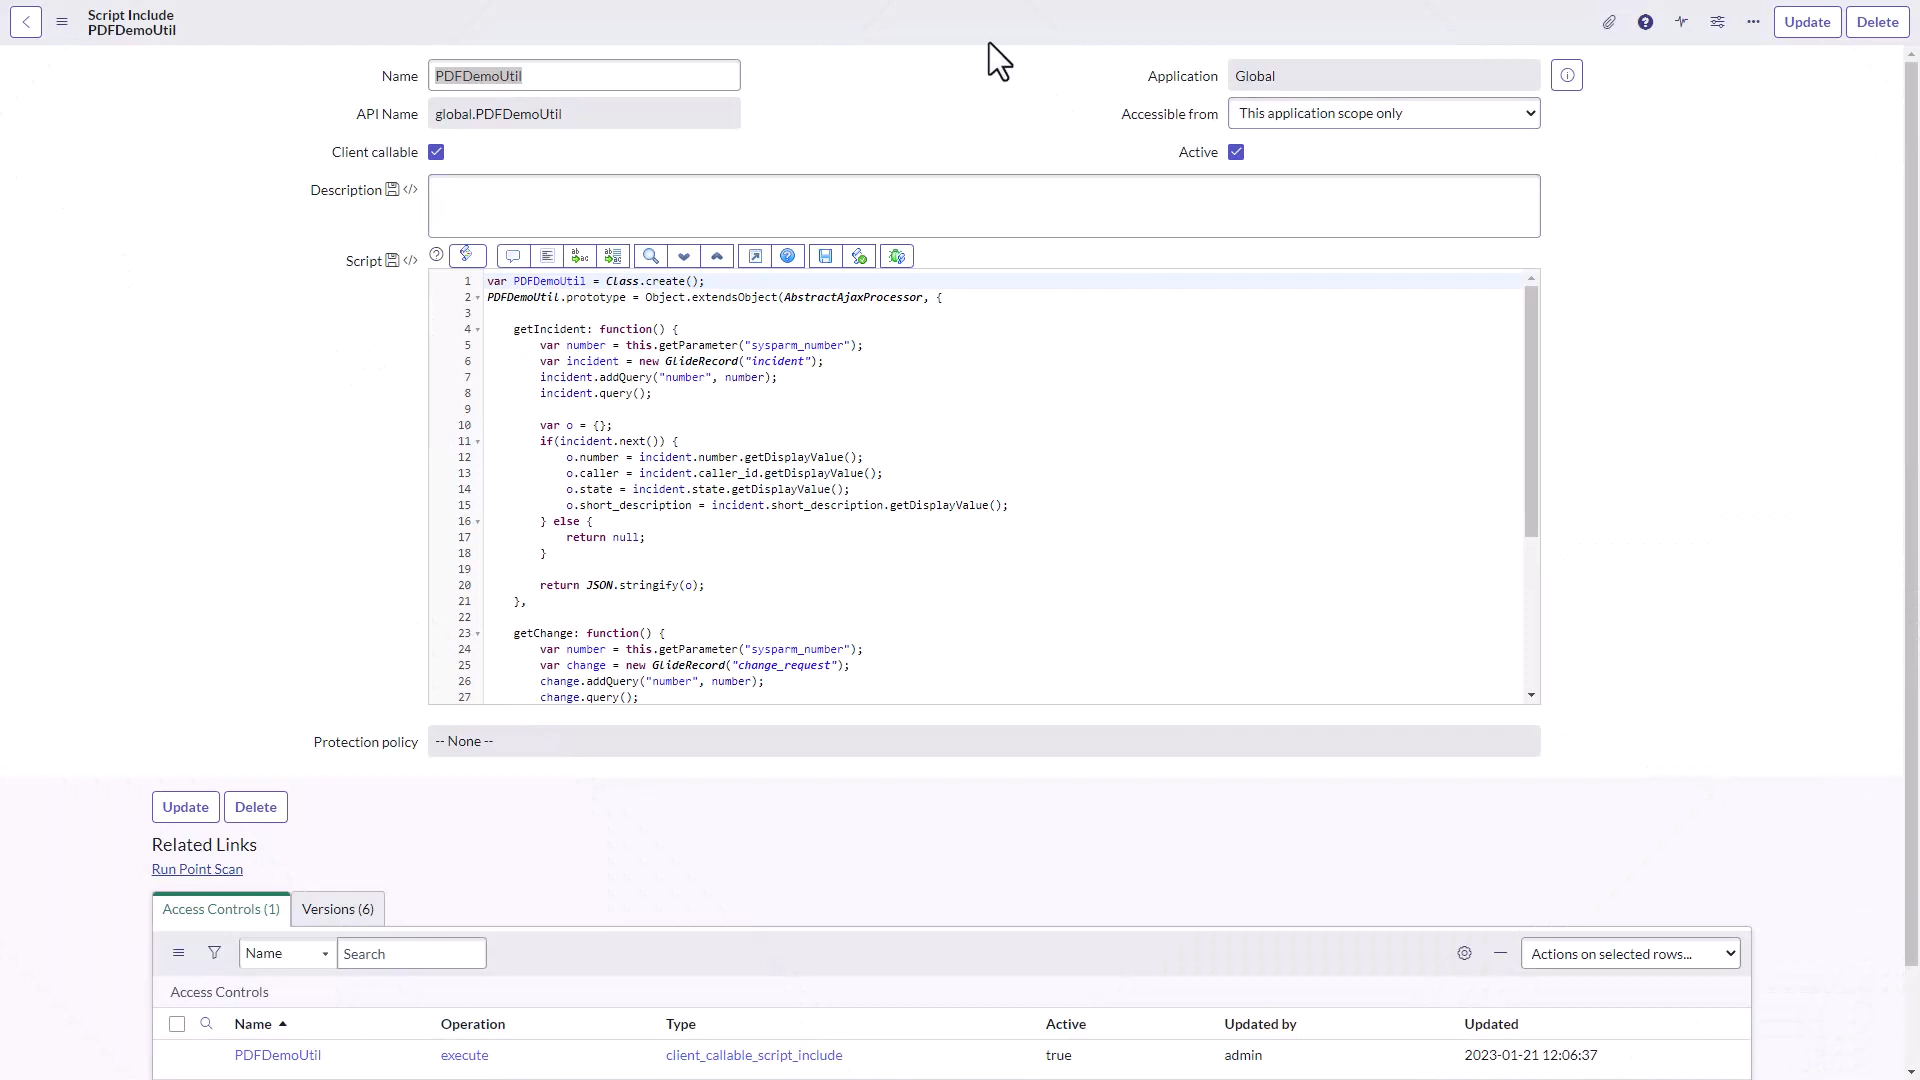 Script Include
PDFDemoUtil
Update
Delete
Name
PDFDemoUtil
Application
Global
API Name
global.PDFDemoUtil
Accessible from
This application scope only
Client callable
Active
Description
Script
1 var PDFDemoUtil = Class.create();
2 PDFDemoUtil.prototype = Object.extendsObject(AbstractAjaxProcessor, {
3
4 getIncident: function() {
5 var number = this.getParameter("sysparm_number");
6 var incident = new GlideRecord("incident");
7 incident.addQuery("number", number);
8 incident.query();
9
10 var o = {};
11 if(incident.next()) {
12 o.number = incident.number.getDisplayValue();
13 o.caller = incident.caller_id.getDisplayValue();
14 o.state = incident.state.getDisplayValue();
15 o.short_description = incident.short_description.getDisplayValue();
16 } else {
17 return null;
18 }
19
20 return JSON.stringify(o);
21 },
22
23 getChange: function() {
24 var number = this.getParameter("sysparm_number");
25 var change = new GlideRecord("change_request");
26 change.addQuery("number", number);
27 change.query();
Protection policy
-- None --
Update
Delete
Related Links
Run Point Scan
Access Controls (1)
Versions (6)
Name
Search
Actions on selected rows...
Access Controls
Name Operation Type Active Updated by Updated
PDFDemoUtil execute client_callable_script_include true admin 2023-01-21 12:06:37